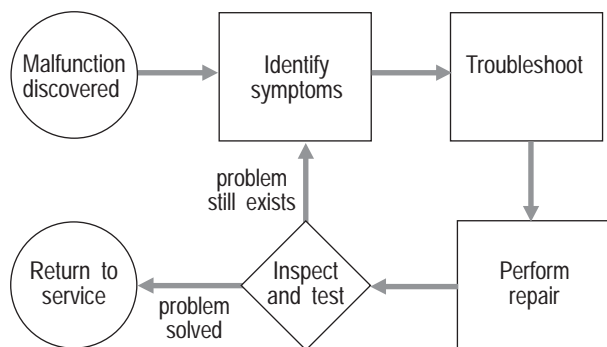 Malfunction
discovered
Identify
symptoms
Troubleshoot
problem
still exists
Return to
service
problem
solved
Inspect
and test
Perform
repair